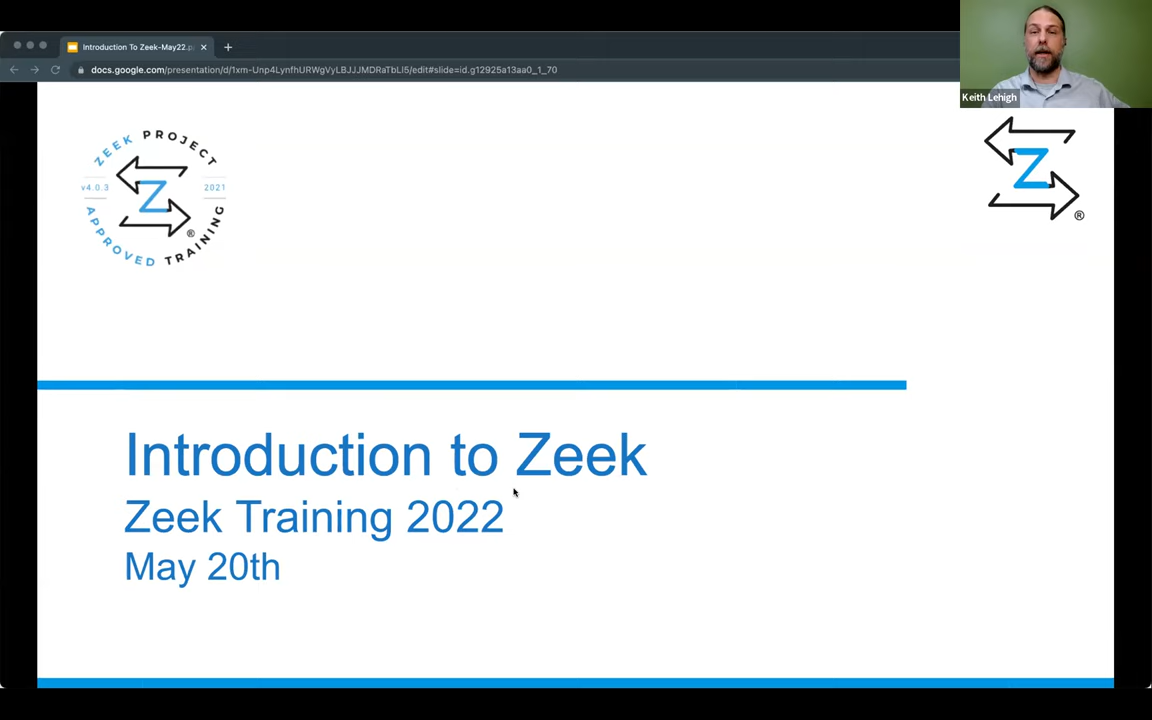 Introduction To Zeek-May22.p
docs.google.com/presentation/d/1xm-Unp4LynfhURWgVyLBJJJMDRaTbLl5/edit#slide=id.g12925a13aa0_1_70
Keith Lehigh
ZEEK PROJECT
v4.0.3
2021
Z
®
APPROVED TRAINING
Z
®
Introduction to Zeek
Zeek Training 2022
May 20th